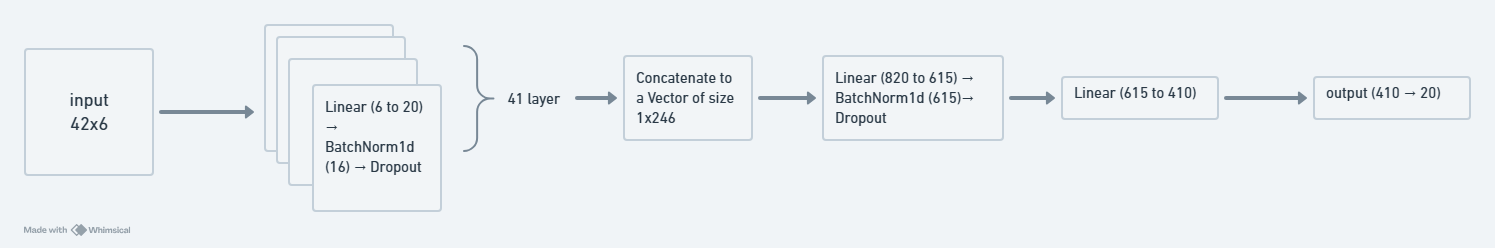 input
42x6
Linear (6 to 20)
→
BatchNorm1d
(16) → Dropout
41 layer
Concatenate to
a Vector of size
1x246
Linear (820 to 615) →
BatchNorm1d (615)→
Dropout
Linear (615 to 410)
output (410 → 20)
Made with Whimsical